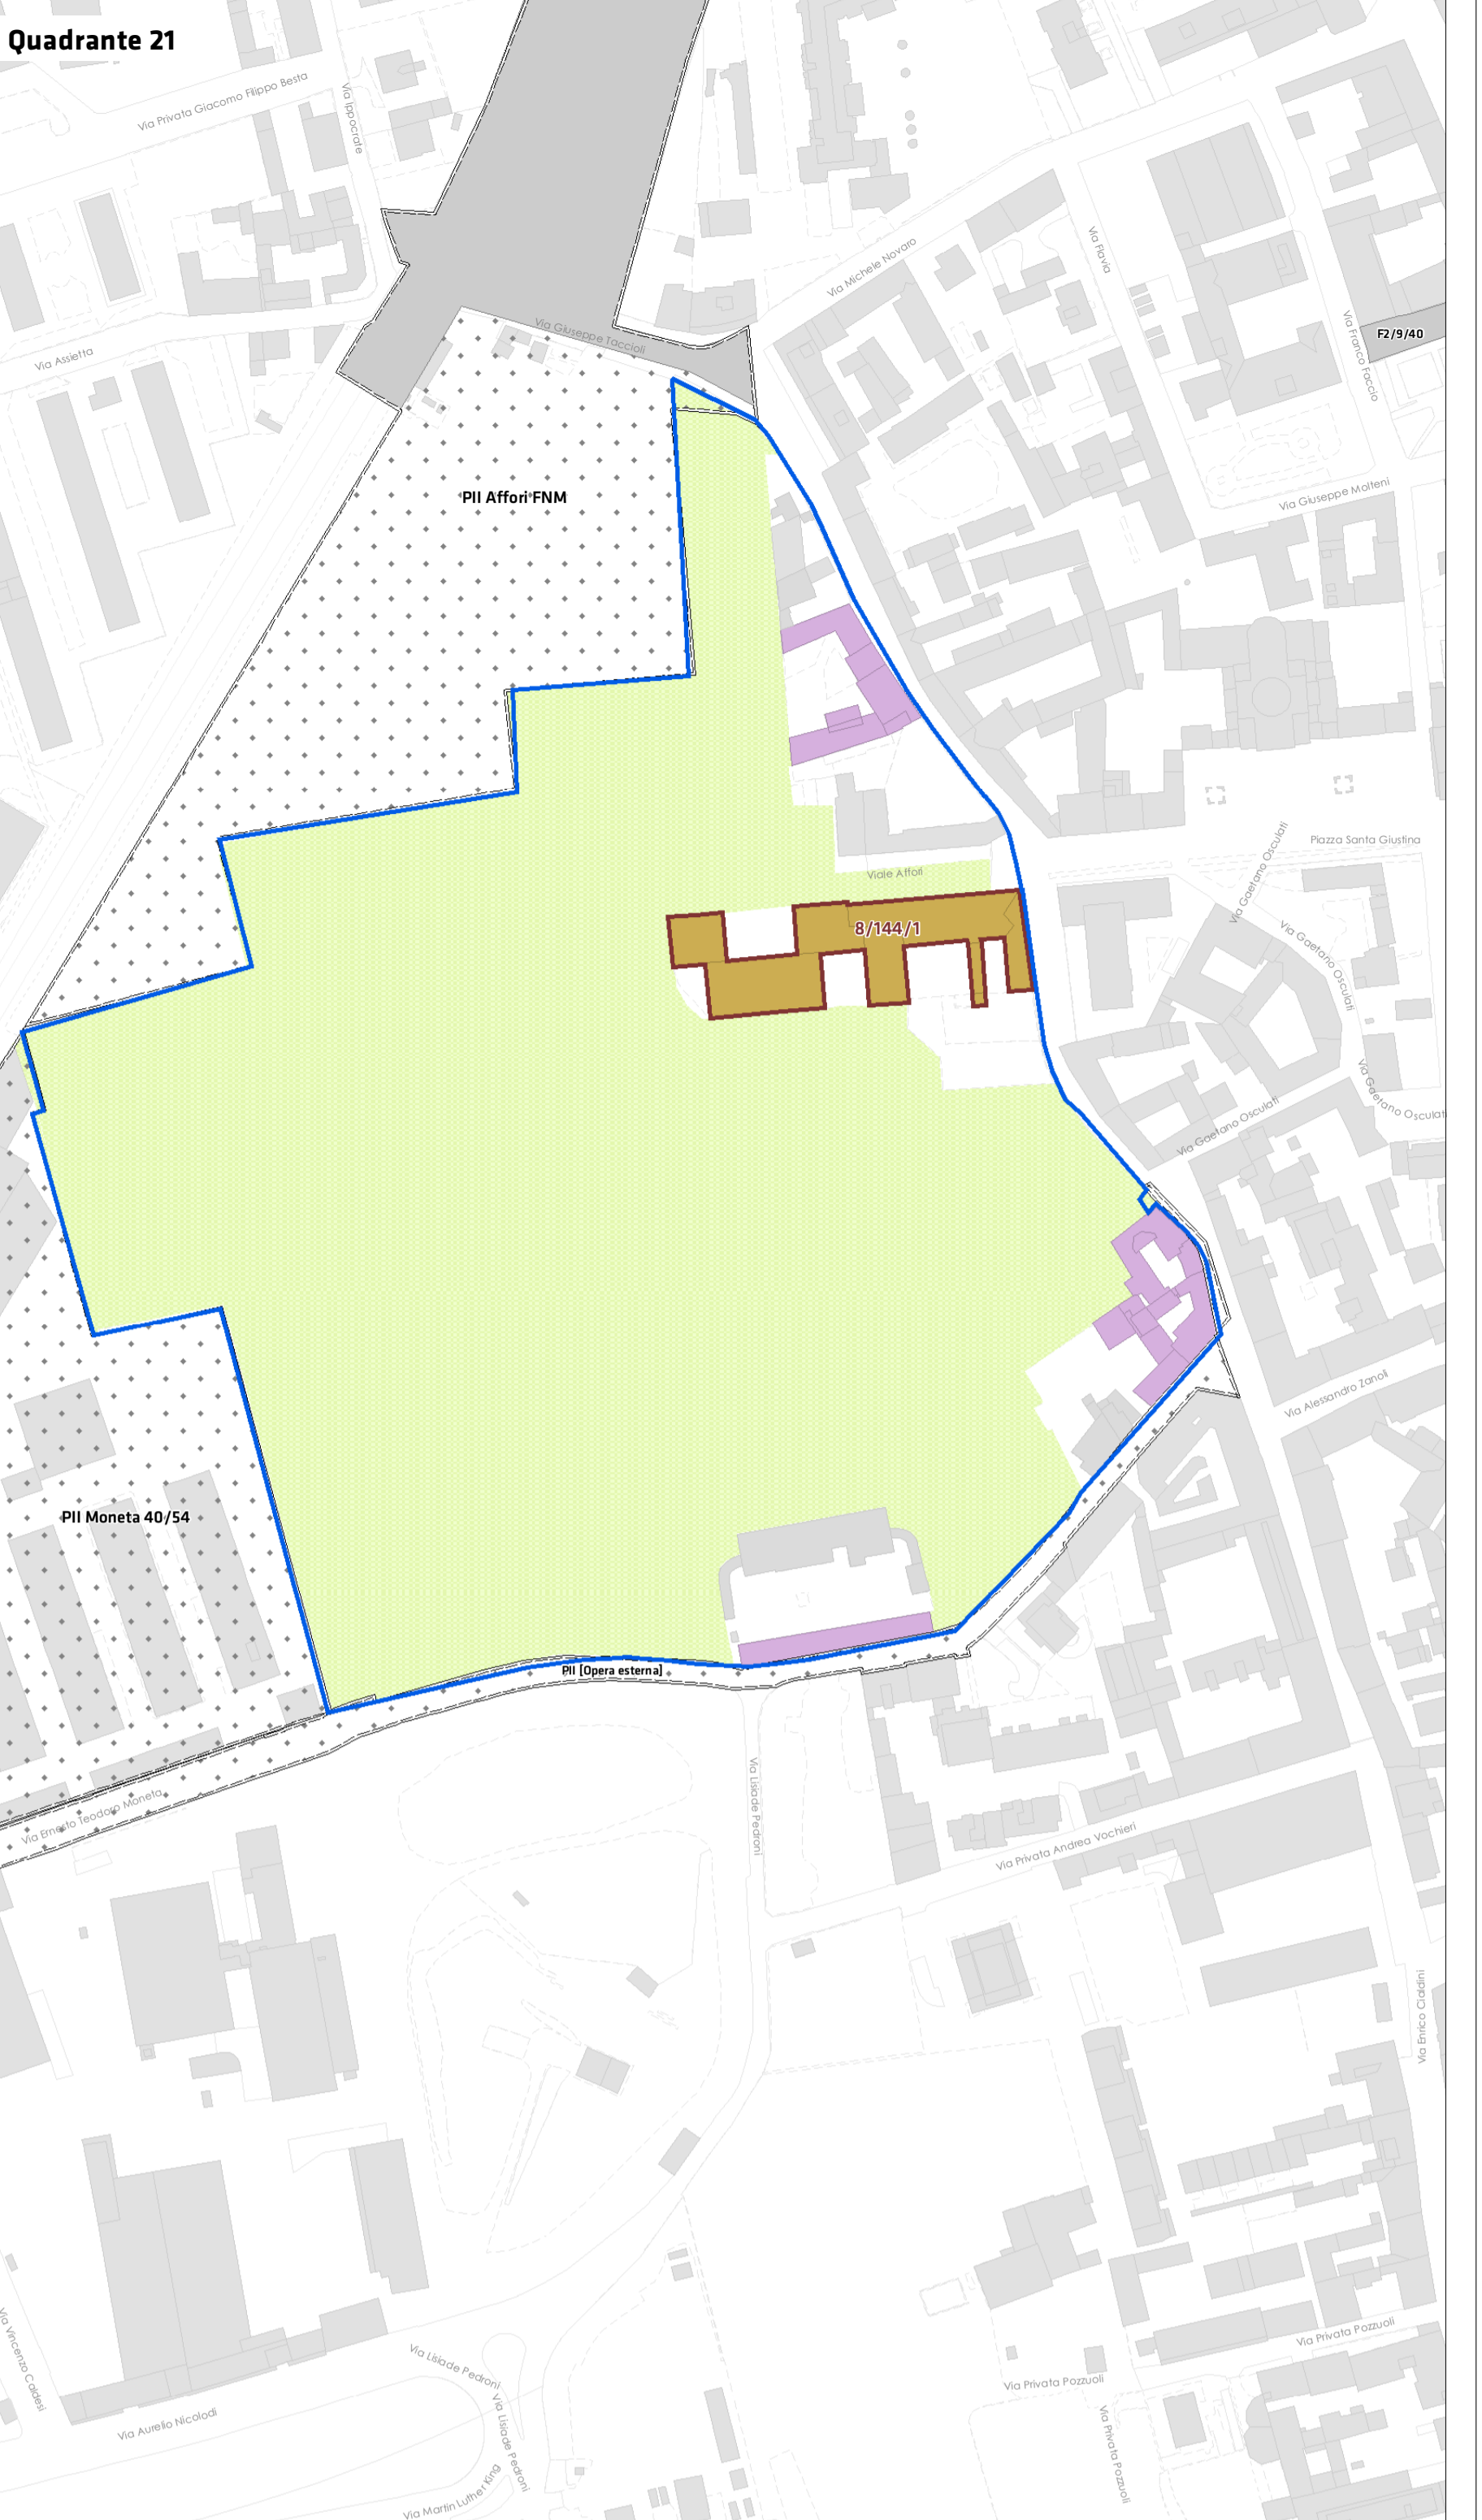 Quadrante 21
Via Privata Giacomo Filippo Besta
Via Ippocrate
Via Michele Novaro
Via Flavia
Via Giuseppe Taccioli
Via Franco Faccio
F2/9/40
Via Assietta
PII Affori FNM
Via Giuseppe Molteni
Piazza Santa Giustina
Via Gaetano Osculati
Viale Affori
8/144/1
Via Gaetano Osculati
Via Gaetano Osculati
Via Gaetano Osculati
Via Alessandro Zanoli
PII Moneta 40/54
PII [Opera esterna]
Via Ernesto Teodoro Moneta
Via Lisiade Pedroni
Via Privata Andrea Vochieri
Via Enrico Cialdini
Via Vincenzo Caldesi
Via Privata Pozzuoli
Via Lisiade Pedroni
Via Privata Pozzuoli
Via Aurelio Nicolodi
Via Lisiade Pedroni
Via Privata Pozzuoli
Via Martin Luther King